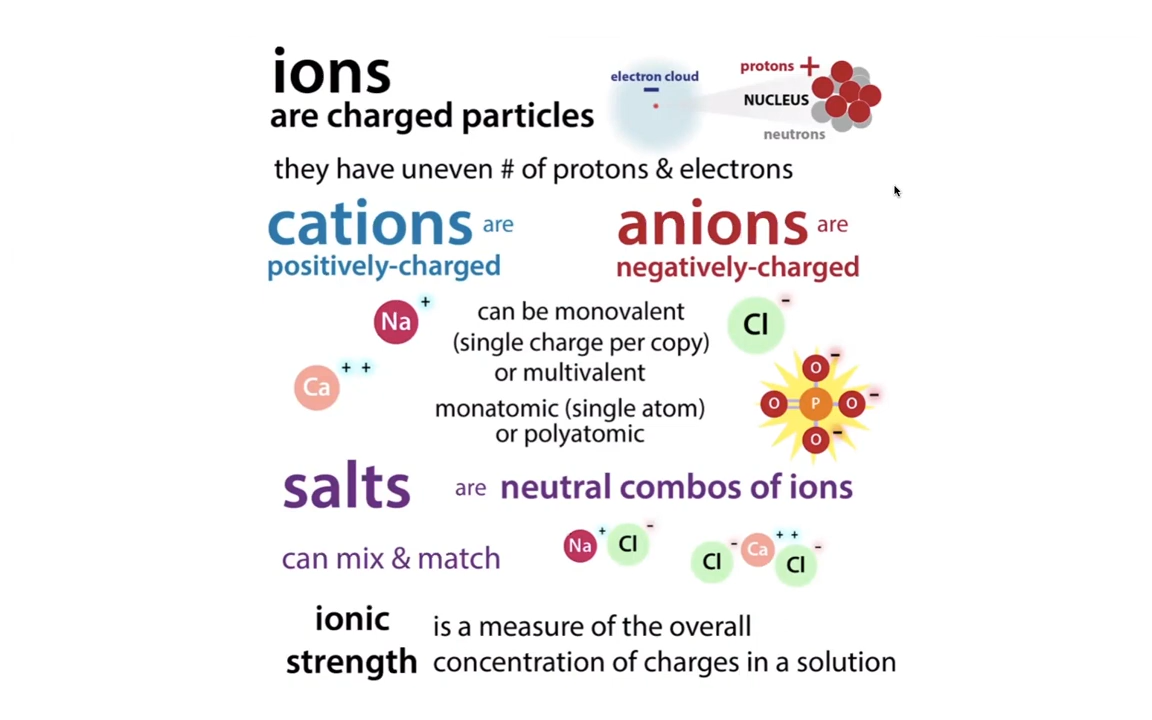 ions
are charged particles
electron cloud
−
protons +
NUCLEUS
neutrons
they have uneven # of protons & electrons
cations are
positively-charged
anions are
negatively-charged
Na +
Ca + +
can be monovalent
(single charge per copy)
or multivalent
monatomic (single atom)
or polyatomic
Cl -
O -
O P O -
O -
salts are neutral combos of ions
can mix & match
Na + Cl -
Cl - Ca + + Cl -
ionic
strength
is a measure of the overall
concentration of charges in a solution